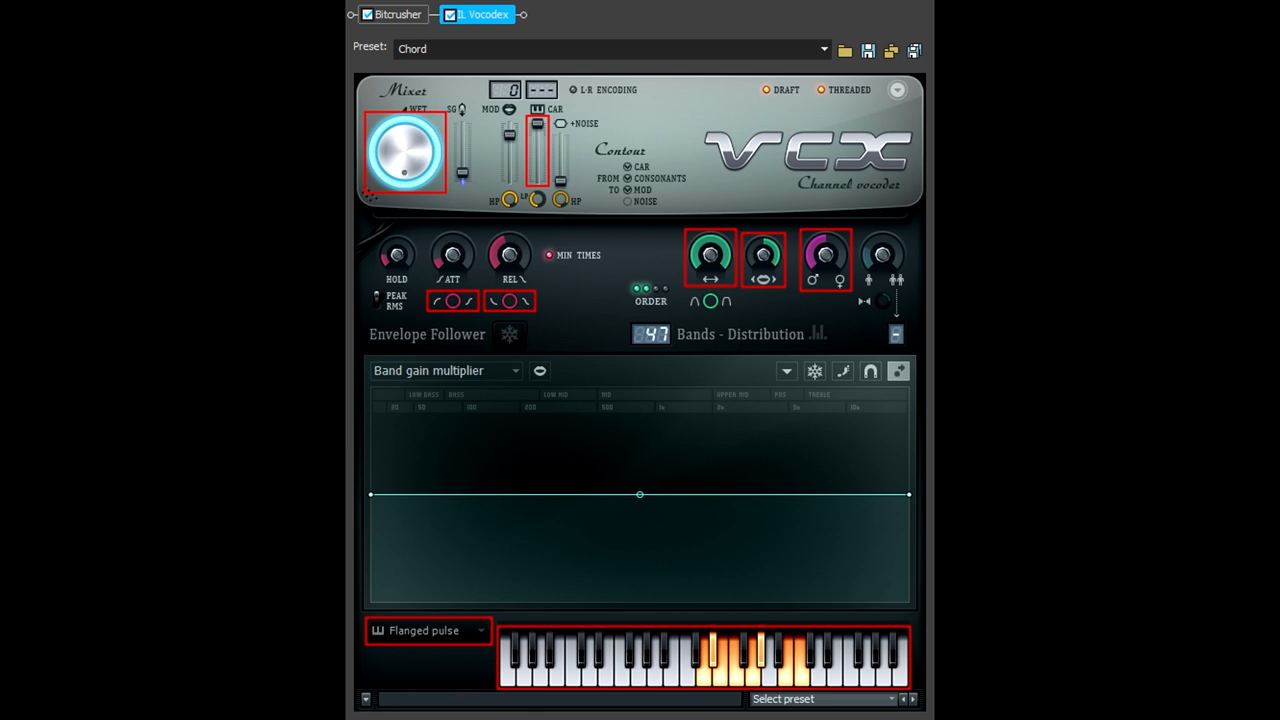 Bitcrusher
IL Vocodex
Preset:
Chord
Mixer
0
---
L-R ENCODING
DRAFT
THREADED
WET
SG
MOD
CAR
+NOISE
Contour
CAR
FROM
CONSONANTS
TO
MOD
NOISE
HP
LP
HP
VCX
Channel vocoder
HOLD
ATT
REL
MIN TIMES
PEAK
RMS
ORDER
Envelope Follower
47
Bands - Distribution
Band gain multiplier
LOW BASS
BASS
LOW MID
MID
UPPER MID
PRS
TREBLE
20
50
100
200
500
1k
2k
5k
10k
Flanged pulse
Select preset